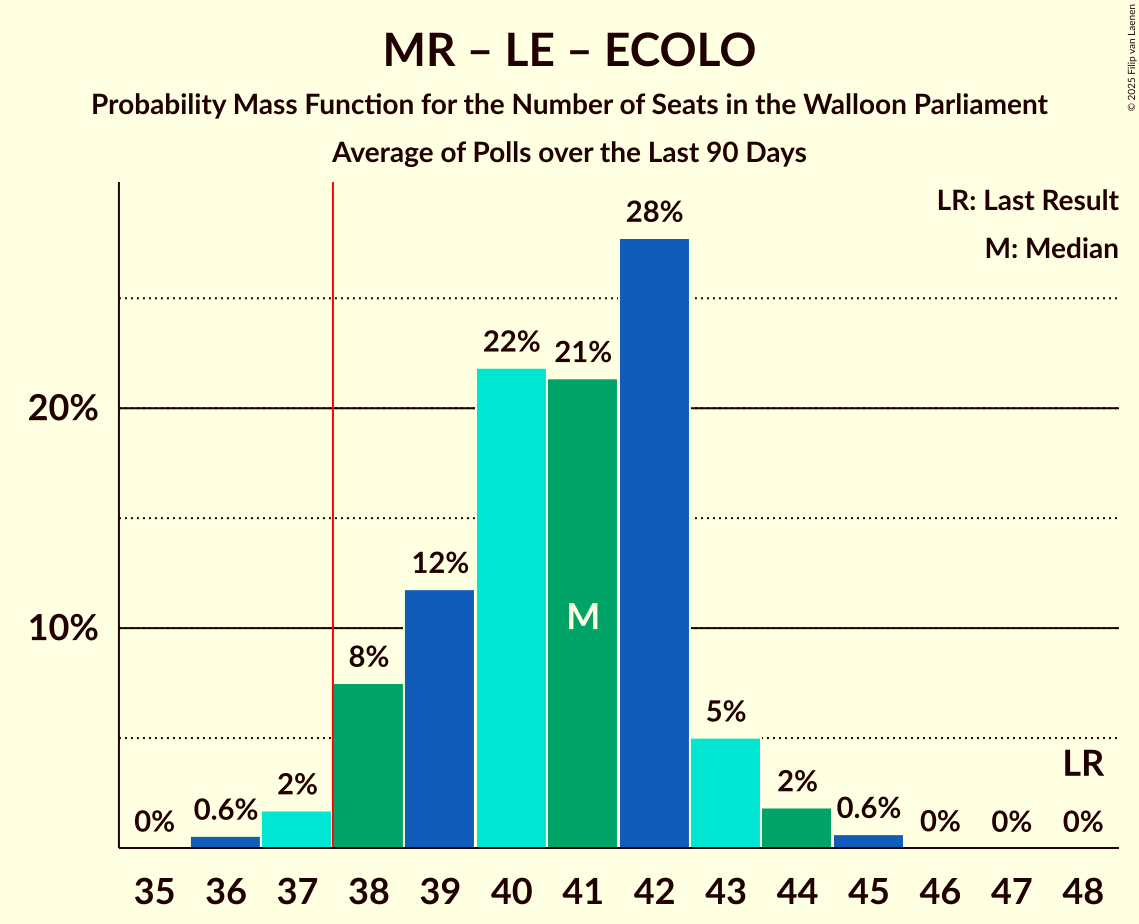 MR – LE – ECOLO
Probability Mass Function for the Number of Seats in the Walloon Parliament
Average of Polls over the Last 90 Days
© 2025 Filip van Laenen
LR: Last Result
M: Median
28%
22%
21%
20%
12%
M
10%
8%
5%
LR
2%
2%
0%
0.6%
0.6%
0%
0%
0%
35 36 37 38 39 40 41 42 43 44 45 46 47 48